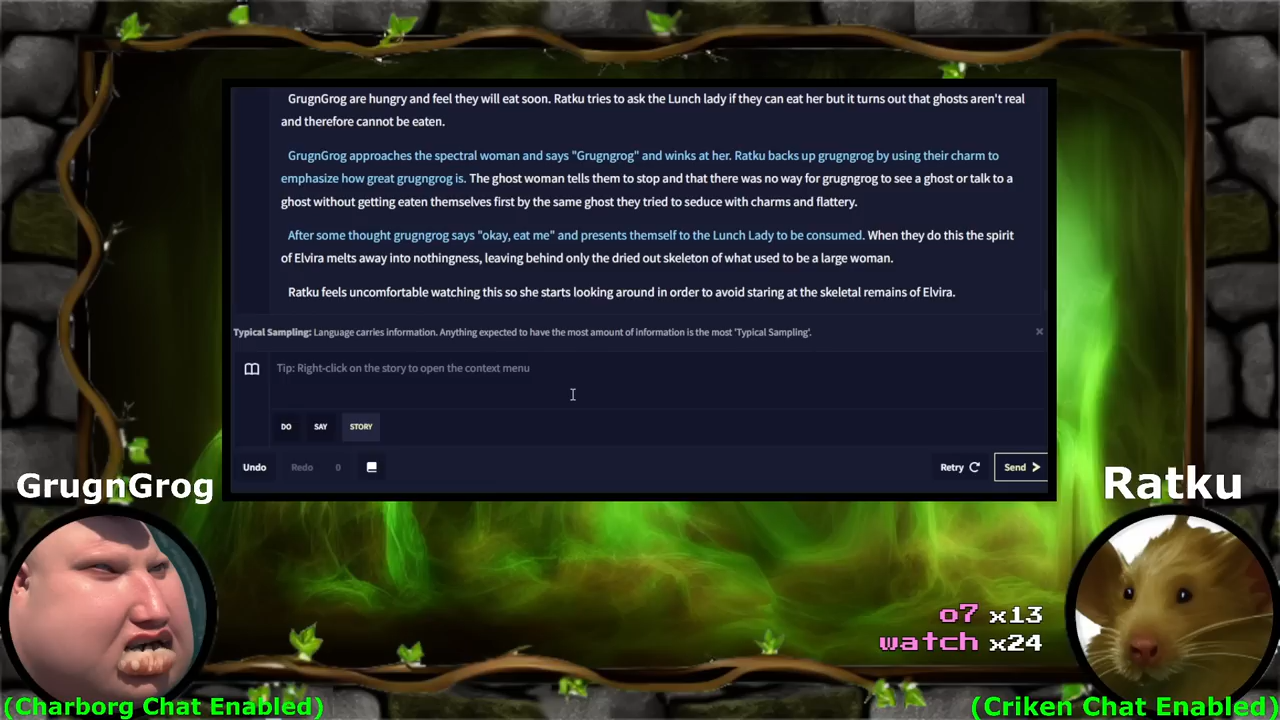 GrugnGrog are hungry and feel they will eat soon. Ratku tries to ask the Lunch lady if they can eat her but it turns out that ghosts aren't real
and therefore cannot be eaten.
GrugnGrog approaches the spectral woman and says "Grugngrog" and winks at her. Ratku backs up grugngrog by using their charm to
emphasize how great grugngrog is. The ghost woman tells them to stop and that there was no way for grugngrog to see a ghost or talk to a
ghost without getting eaten themselves first by the same ghost they tried to seduce with charms and flattery.
After some thought grugngrog says "okay, eat me" and presents themself to the Lunch Lady to be consumed. When they do this the spirit
of Elvira melts away into nothingness, leaving behind only the dried out skeleton of what used to be a large woman.
Ratku feels uncomfortable watching this so she starts looking around in order to avoid staring at the skeletal remains of Elvira.
Typical Sampling: Language carries information. Anything expected to have the most amount of information is the most 'Typical Sampling'.
Tip: Right-click on the story to open the context menu
DO SAY STORY
Undo Redo 0 Retry Send
GrugnGrog
Ratku
o7 x13
watch x24
(Charborg Chat Enabled)
(Criken Chat Enabled)